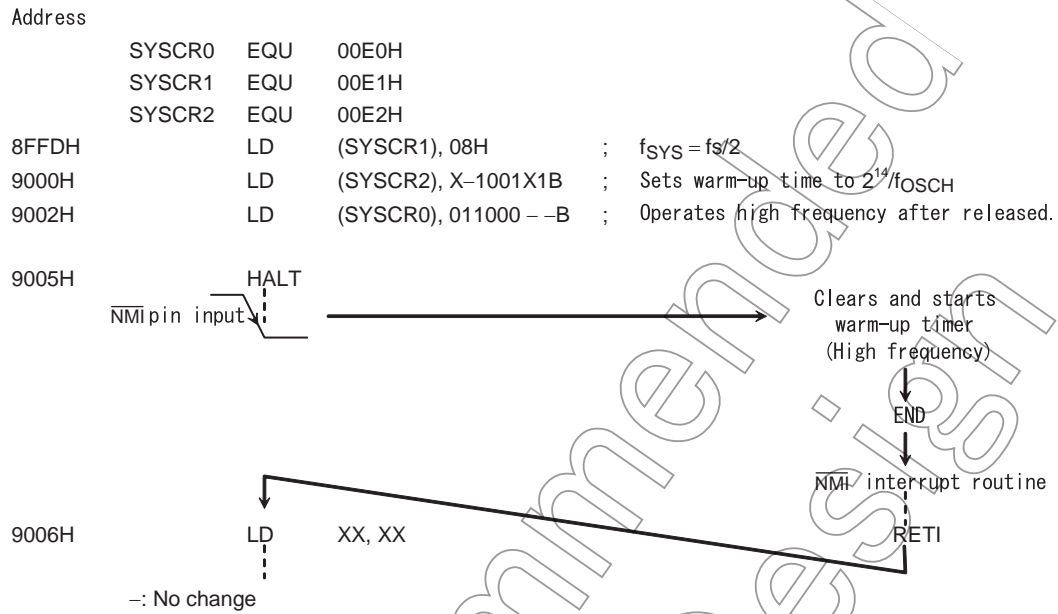 Address
SYSCR0 EQU 00E0H
SYSCR1 EQU 00E1H
SYSCR2 EQU 00E2H
8FFDH LD (SYSCR1), 08H ; fSYS = fs/2
9000H LD (SYSCR2), X–1001X1B ; Sets warm-up time to 2^14/fOSCH
9002H LD (SYSCR0), 011000 – –B ; Operates high frequency after released.
9005H HALT
NMI pin input
Clears and starts
warm-up timer
(High frequency)
END
NMI interrupt routine
9006H LD XX, XX RETI
–: No change